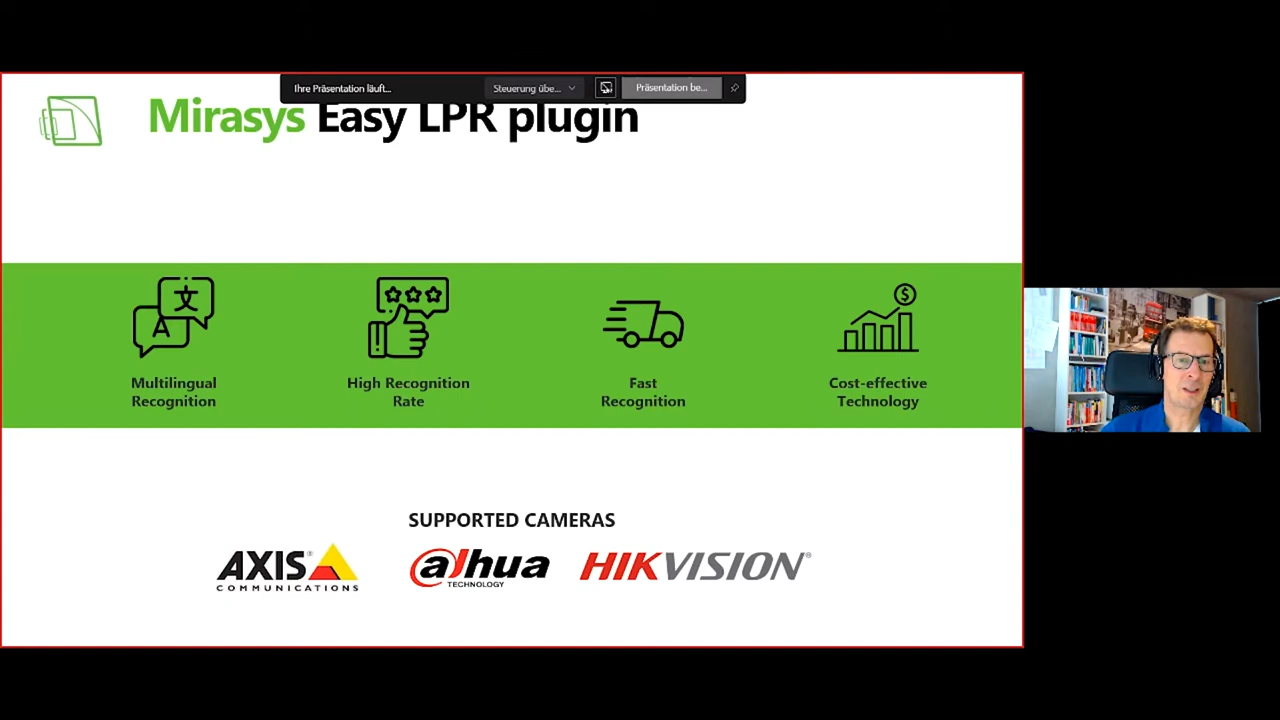 Ihre Präsentation läuft...
Steuerung übe...
Präsentation be...
Mirasys Easy LPR plugin
文
A
$
Multilingual
Recognition
High Recognition
Rate
Fast
Recognition
Cost-effective
Technology
SUPPORTED CAMERAS
AXIS®
COMMUNICATIONS
alhua
TECHNOLOGY
HIKVISION®